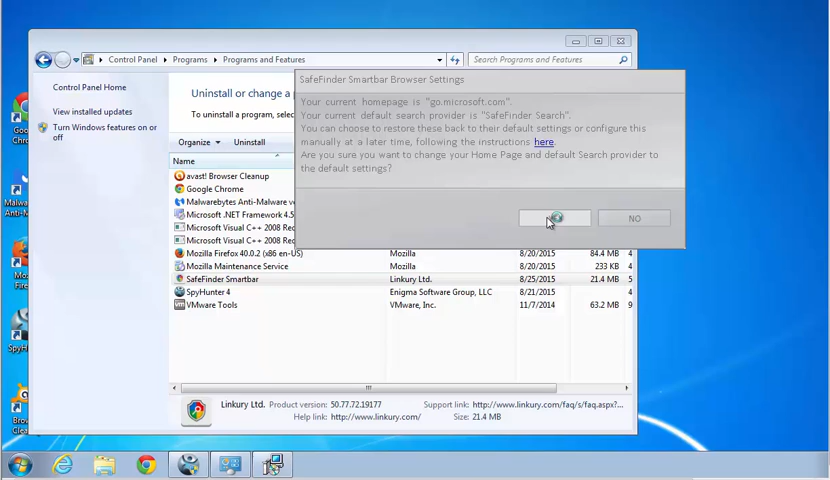 Control Panel
Programs
Programs and Features
Search Programs and Features
SafeFinder Smartbar Browser Settings
Control Panel Home
View installed updates
Turn Windows features on or
off
Uninstall or change a
To uninstall a program, selec
Organize
Uninstall
Your current homepage is "go.microsoft.com".
Your current default search provider is "SafeFinder Search".
You can choose to restore these back to their default settings or configure this
manually at a later time, following the instructions here.
Are you sure you want to change your Home Page and default Search provider to
the default settings?
NO
Name
avast! Browser Cleanup
Google Chrome
Malwarebytes Anti-Malware
Microsoft .NET Framework 4.5
Microsoft Visual C++ 2008 Red
Microsoft Visual C++ 2008 Red
Mozilla Firefox 40.0.2 (x86 en-US) Mozilla 8/20/2015 84.4 MB
Mozilla Maintenance Service Mozilla 8/20/2015 233 KB
SafeFinder Smartbar Linkury Ltd. 8/25/2015 21.4 MB
SpyHunter 4 Enigma Software Group, LLC 8/21/2015
VMware Tools VMware, Inc. 11/7/2014 63.2 MB
Linkury Ltd. Product version: 50.77.72.19177 Support link: http://www.linkury.com/faq/s/faq.aspx?...
Help link: http://www.linkury.com/ Size: 21.4 MB